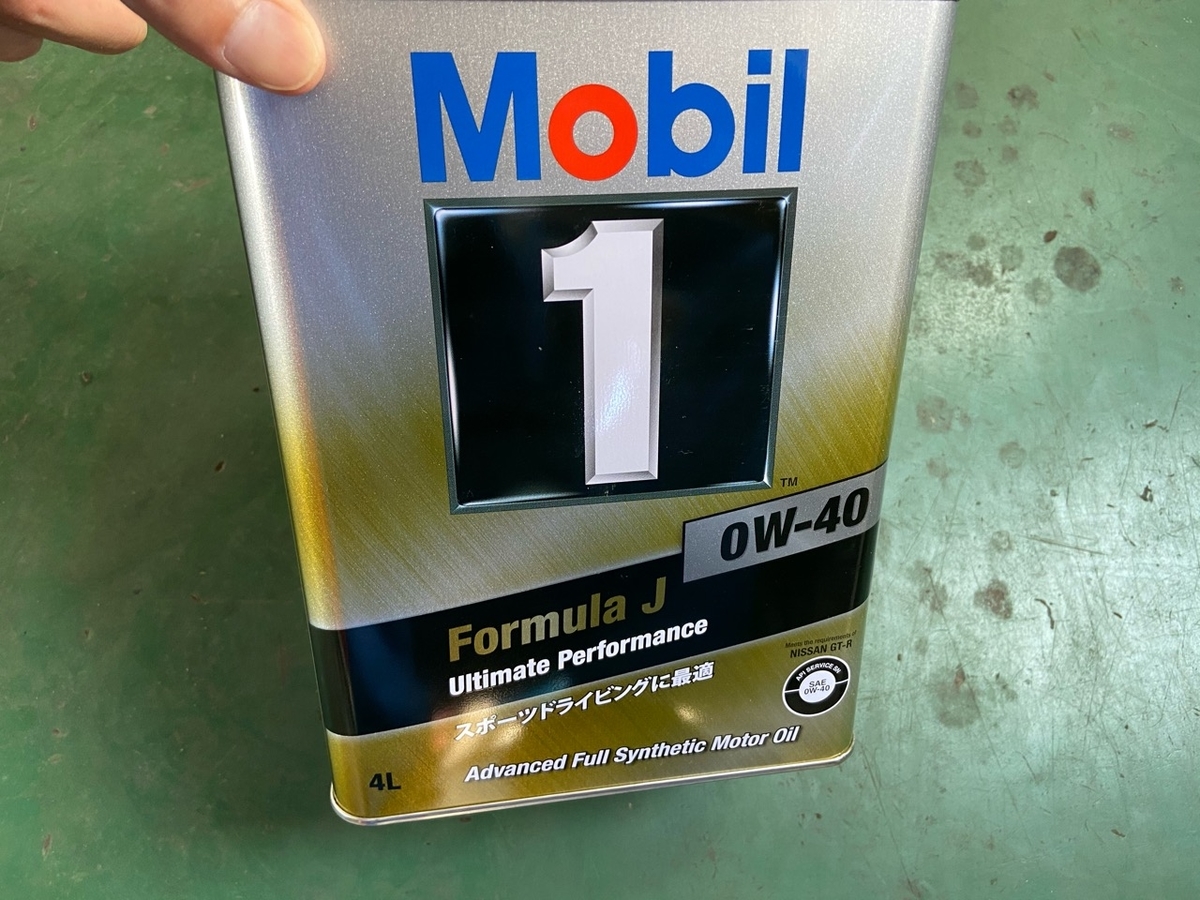 Mobil
1
TM
0W-40
Formula J
Ultimate Performance
Meets the requirements of
NISSAN GT-R
スポーツドライビングに最適
API SERVICE SN
SAE
0W-40
Advanced Full Synthetic Motor Oil
4L